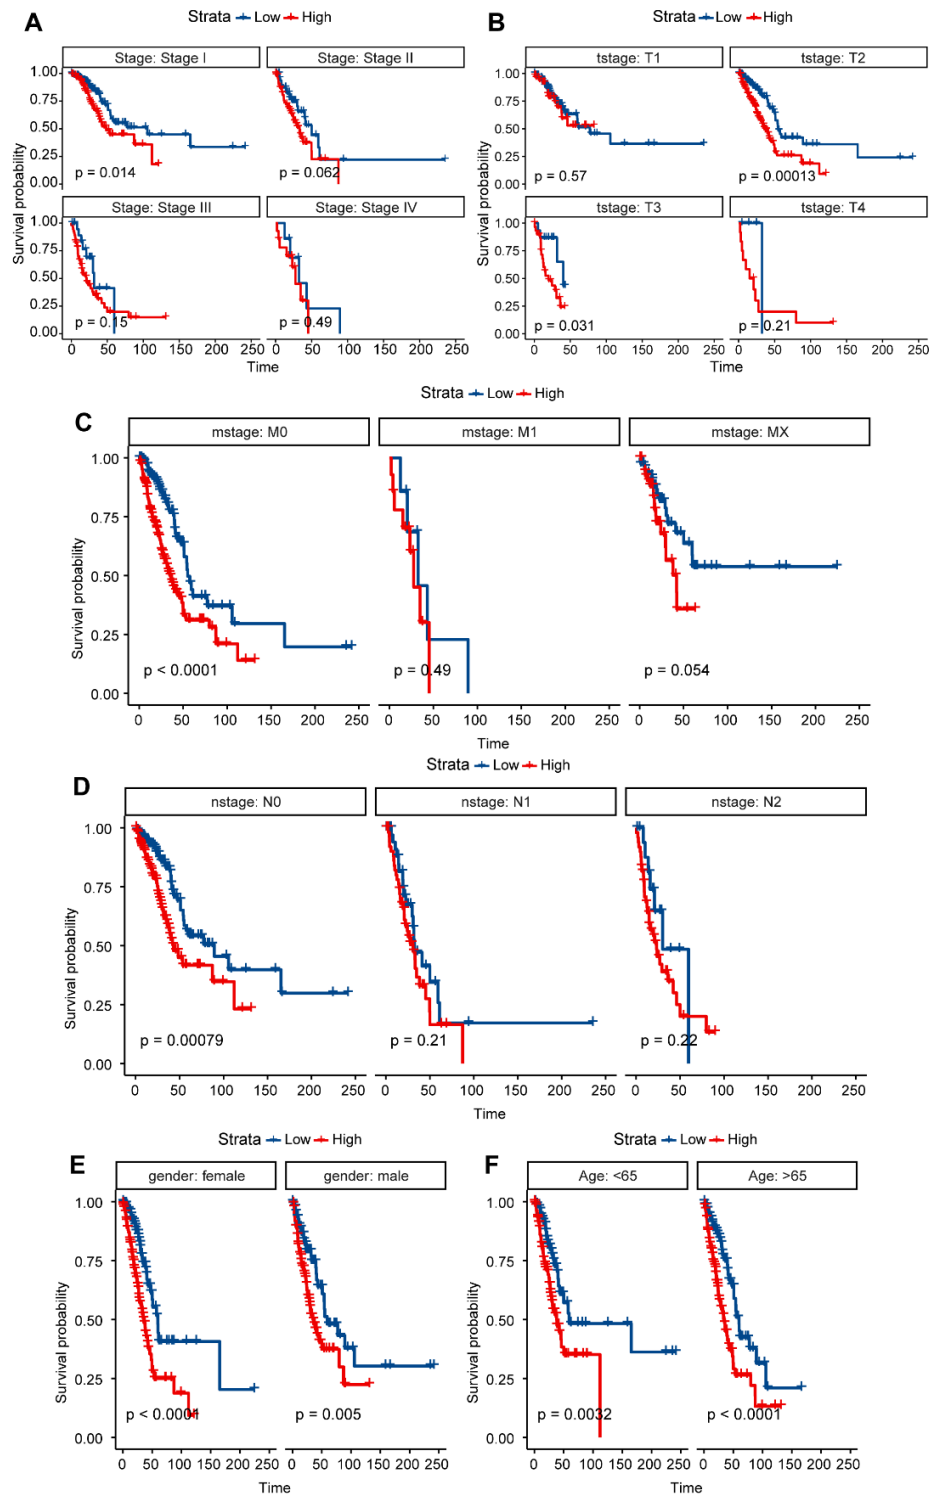 A
Strata Low High
Stage: Stage I
Stage: Stage II
1.00
0.75
0.50
0.25
0.00
p = 0.014
p = 0.062
Survival probability
Stage: Stage III
Stage: Stage IV
1.00
0.75
0.50
0.25
0.00
p = 0.15
p = 0.49
0 50 100 150 200 250
0 50 100 150 200 250
Time
B
Strata Low High
tstage: T1
tstage: T2
1.00
0.75
0.50
0.25
0.00
p = 0.57
p = 0.00013
Survival probability
tstage: T3
tstage: T4
1.00
0.75
0.50
0.25
0.00
p = 0.031
p = 0.21
0 50 100 150 200 250
0 50 100 150 200 250
Time
C
Strata Low High
mstage: M0
mstage: M1
mstage: MX
1.00
0.75
0.50
0.25
0.00
Survival probability
p < 0.0001
p = 0.49
p = 0.054
0 50 100 150 200 250
0 50 100 150 200 250
0 50 100 150 200 250
Time
D
Strata Low High
nstage: N0
nstage: N1
nstage: N2
1.00
0.75
0.50
0.25
0.00
Survival probability
p = 0.00079
p = 0.21
p = 0.22
0 50 100 150 200 250
0 50 100 150 200 250
0 50 100 150 200 250
Time
E
Strata Low High
gender: female
gender: male
1.00
0.75
0.50
0.25
0.00
Survival probability
p < 0.0001
p = 0.005
0 50 100 150 200 250
0 50 100 150 200 250
Time
F
Strata Low High
Age: <65
Age: >65
1.00
0.75
0.50
0.25
0.00
Survival probability
p = 0.0032
p < 0.0001
0 50 100 150 200 250
0 50 100 150 200 250
Time